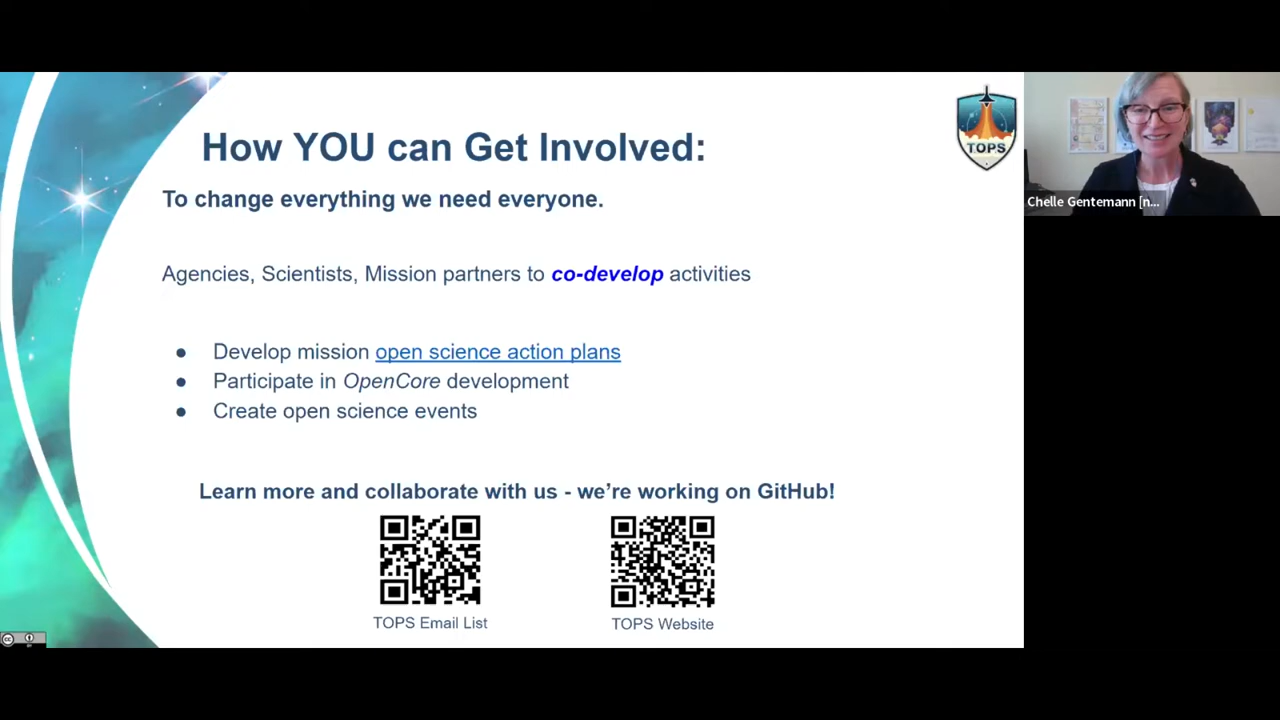 How YOU can Get Involved:
TOPS
To change everything we need everyone.
Chelle Gentemann [n...
Agencies, Scientists, Mission partners to co-develop activities
● Develop mission open science action plans
● Participate in OpenCore development
● Create open science events
Learn more and collaborate with us - we're working on GitHub!
TOPS Email List
TOPS Website